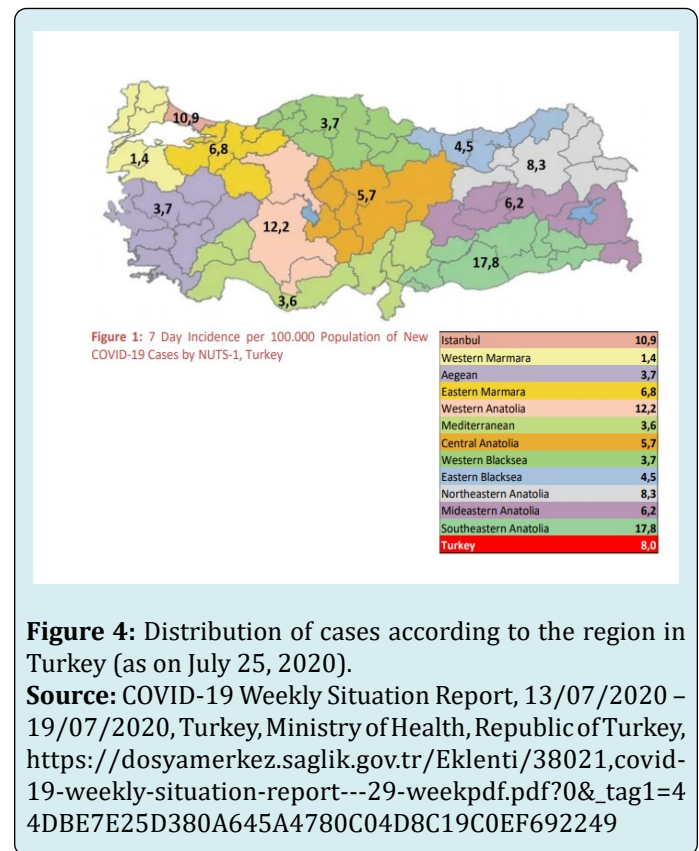 10,9
3,7
4,5
6,8
8,3
1,4
5,7
6,2
3,7
12,2
17,8
3,6
Figure 1: 7 Day Incidence per 100.000 Population of New
COVID-19 Cases by NUTS-1, Turkey
Istanbul 10,9
Western Marmara 1,4
Aegean 3,7
Eastern Marmara 6,8
Western Anatolia 12,2
Mediterranean 3,6
Central Anatolia 5,7
Western Blacksea 3,7
Eastern Blacksea 4,5
Northeastern Anatolia 8,3
Mideastern Anatolia 6,2
Southeastern Anatolia 17,8
Turkey 8,0
Figure 4: Distribution of cases according to the region in
Turkey (as on July 25, 2020).
Source: COVID-19 Weekly Situation Report, 13/07/2020 –
19/07/2020, Turkey, Ministry of Health, Republic of Turkey,
https://dosyamerkez.saglik.gov.tr/Eklenti/38021,covid-
19-weekly-situation-report---29-weekpdf.pdf?0&_tag1=4
4DBE7E25D380A645A4780C04D8C19C0EF692249